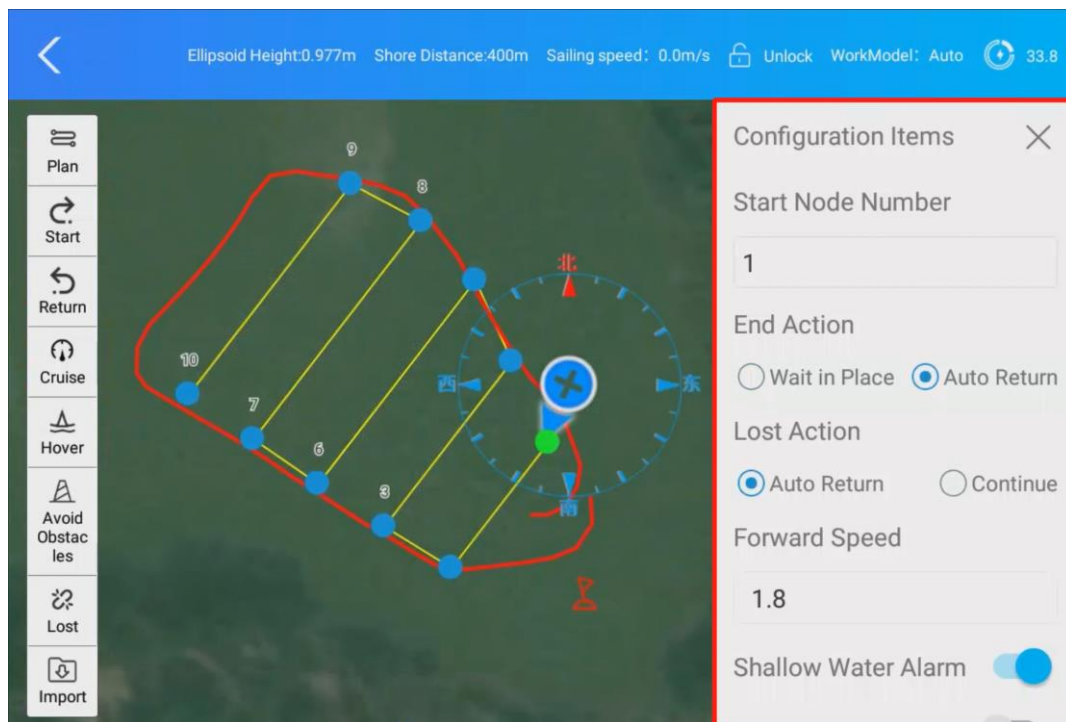 Ellipsoid Height:0.977m Shore Distance:400m Sailing speed: 0.0m/s Unlock WorkModel: Auto 33.8
Plan
Start
Return
Cruise
Hover
Avoid
Obstac
les
Lost
Import
9
8
北
10
西
东
7
6
3
南
Configuration Items
Start Node Number
1
End Action
Wait in Place Auto Return
Lost Action
Auto Return Continue
Forward Speed
1.8
Shallow Water Alarm